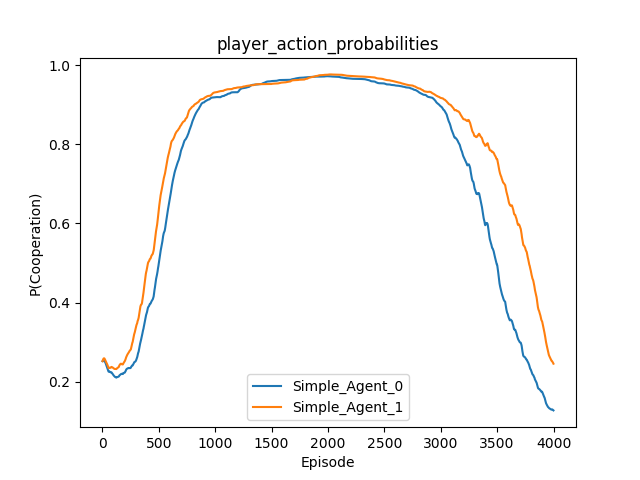 player_action_probabilities
1.0
0.8
0.6
0.4
0.2
P(Cooperation)
Simple_Agent_0
Simple_Agent_1
0 500 1000 1500 2000 2500 3000 3500 4000
Episode